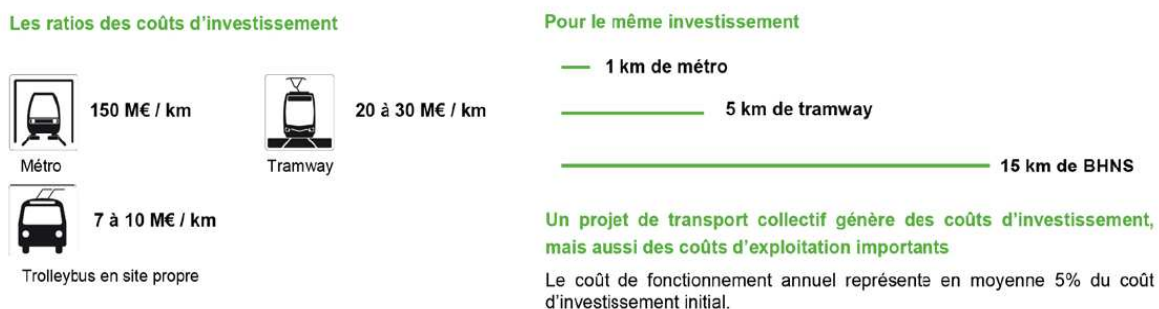 Les ratios des coûts d'investissement
150 M€ / km
Métro
20 à 30 M€ / km
Tramway
7 à 10 M€ / km
Trolleybus en site propre
Pour le même investissement
1 km de métro
5 km de tramway
15 km de BHNS
Un projet de transport collectif génère des coûts d'investissement,
mais aussi des coûts d'exploitation importants
Le coût de fonctionnement annuel représente en moyenne 5% du coût
d'investissement initial.